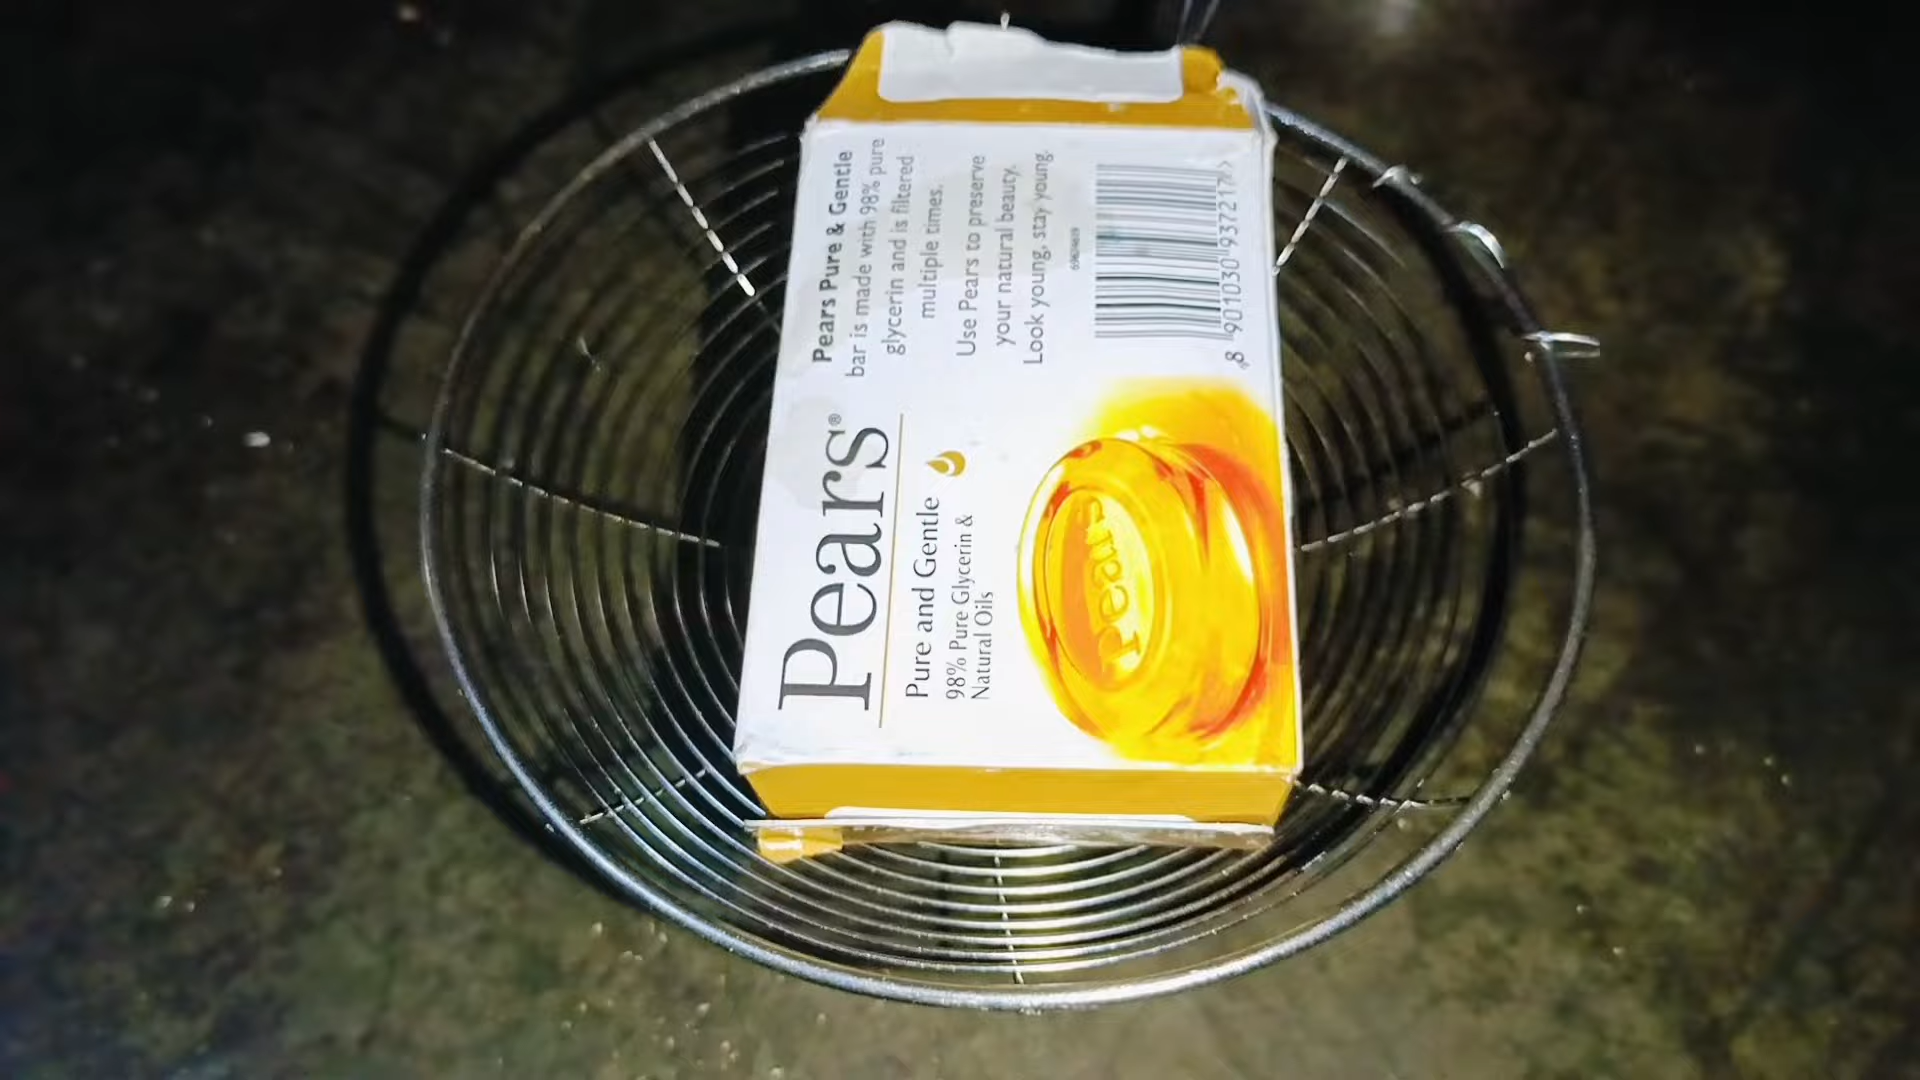 Pears®
Pure and Gentle
98% Pure Glycerin &
Natural Oils
Pears
Pears Pure & Gentle
bar is made with 98% pure
glycerin and is filtered
multiple times.
Use Pears to preserve
your natural beauty.
Look young, stay young.
8 901030 937217>